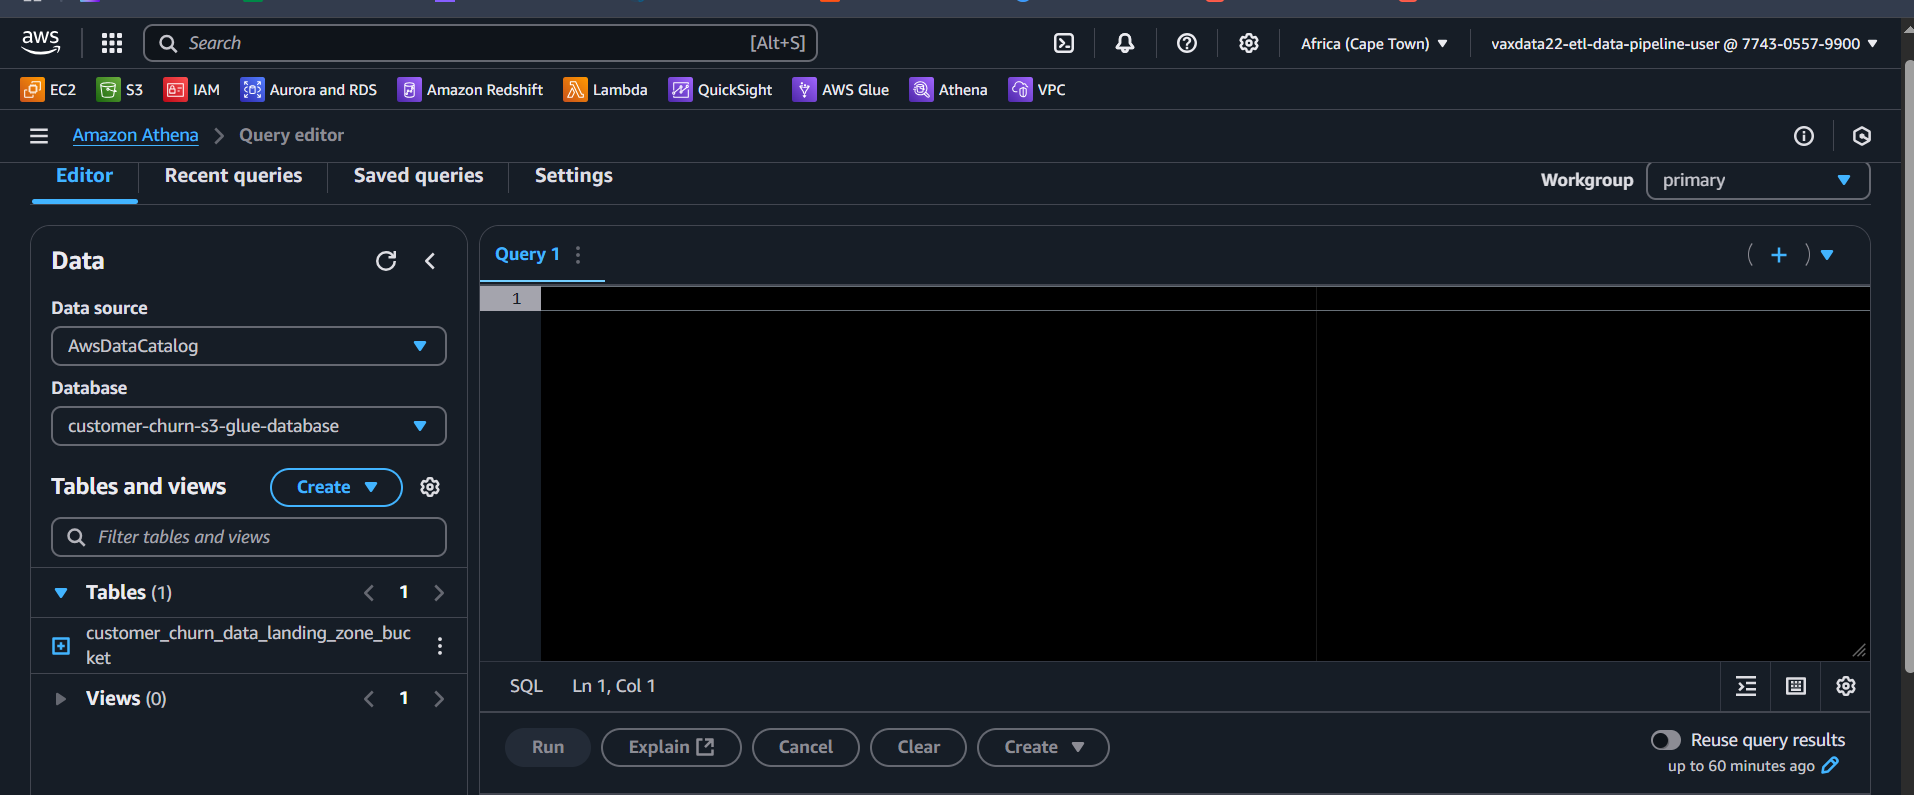 aws
Search [Alt+S]
Africa (Cape Town)
vaxdata22-etl-data-pipeline-user @ 7743-0557-9900
EC2 S3 IAM Aurora and RDS Amazon Redshift Lambda QuickSight AWS Glue Athena VPC
Amazon Athena Query editor
Editor Recent queries Saved queries Settings
Workgroup primary
Data
Data source
AwsDataCatalog
Database
customer-churn-s3-glue-database
Tables and views Create
Filter tables and views
Tables (1) 1
customer_churn_data_landing_zone_buc
ket
Views (0) 1
Query 1
1
SQL Ln 1, Col 1
Run Explain Cancel Clear Create
Reuse query results
up to 60 minutes ago